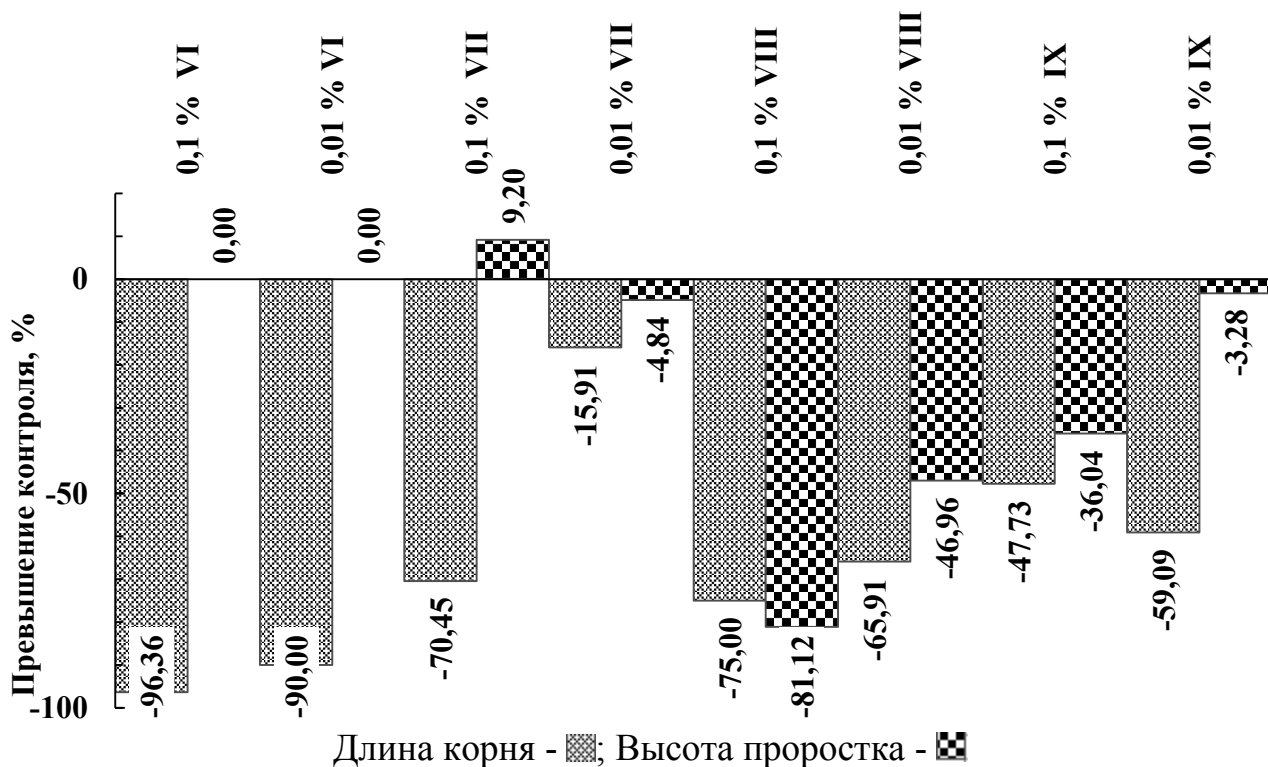 0,1 % VI
0,01 % VI
0,1 % VII
0,01 % VII
0,1 % VIII
0,01 % VIII
0,1 % IX
0,01 % IX
Превышение контроля, %
0
-50
-100
-96,36
0,00
-90,00
0,00
-70,45
9,20
-15,91
-4,84
-75,00
-81,12
-65,91
-46,96
-47,73
-36,04
-59,09
-3,28
Длина корня - ; Высота проростка -